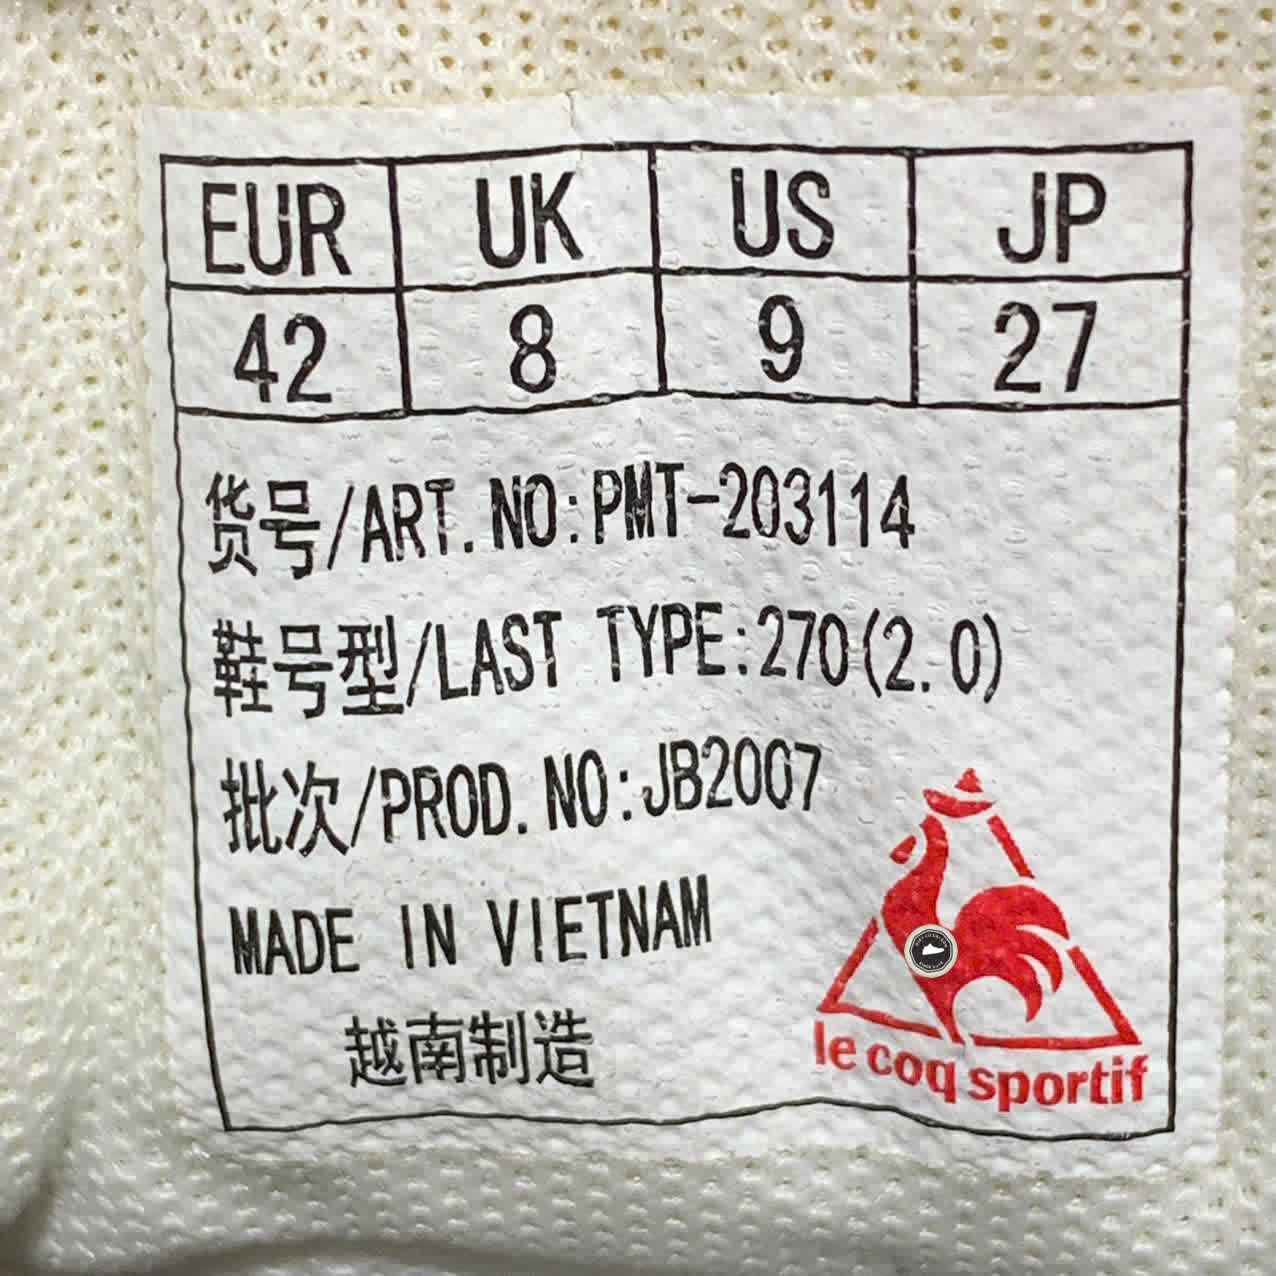 EUR UK US JP
42 8 9 27
货号/ART. NO:PMT-203114
鞋号型/LAST TYPE:270(2.0)
批次/PROD. NO:JB2007
MADE IN VIETNAM
越南制造
le coq sportif